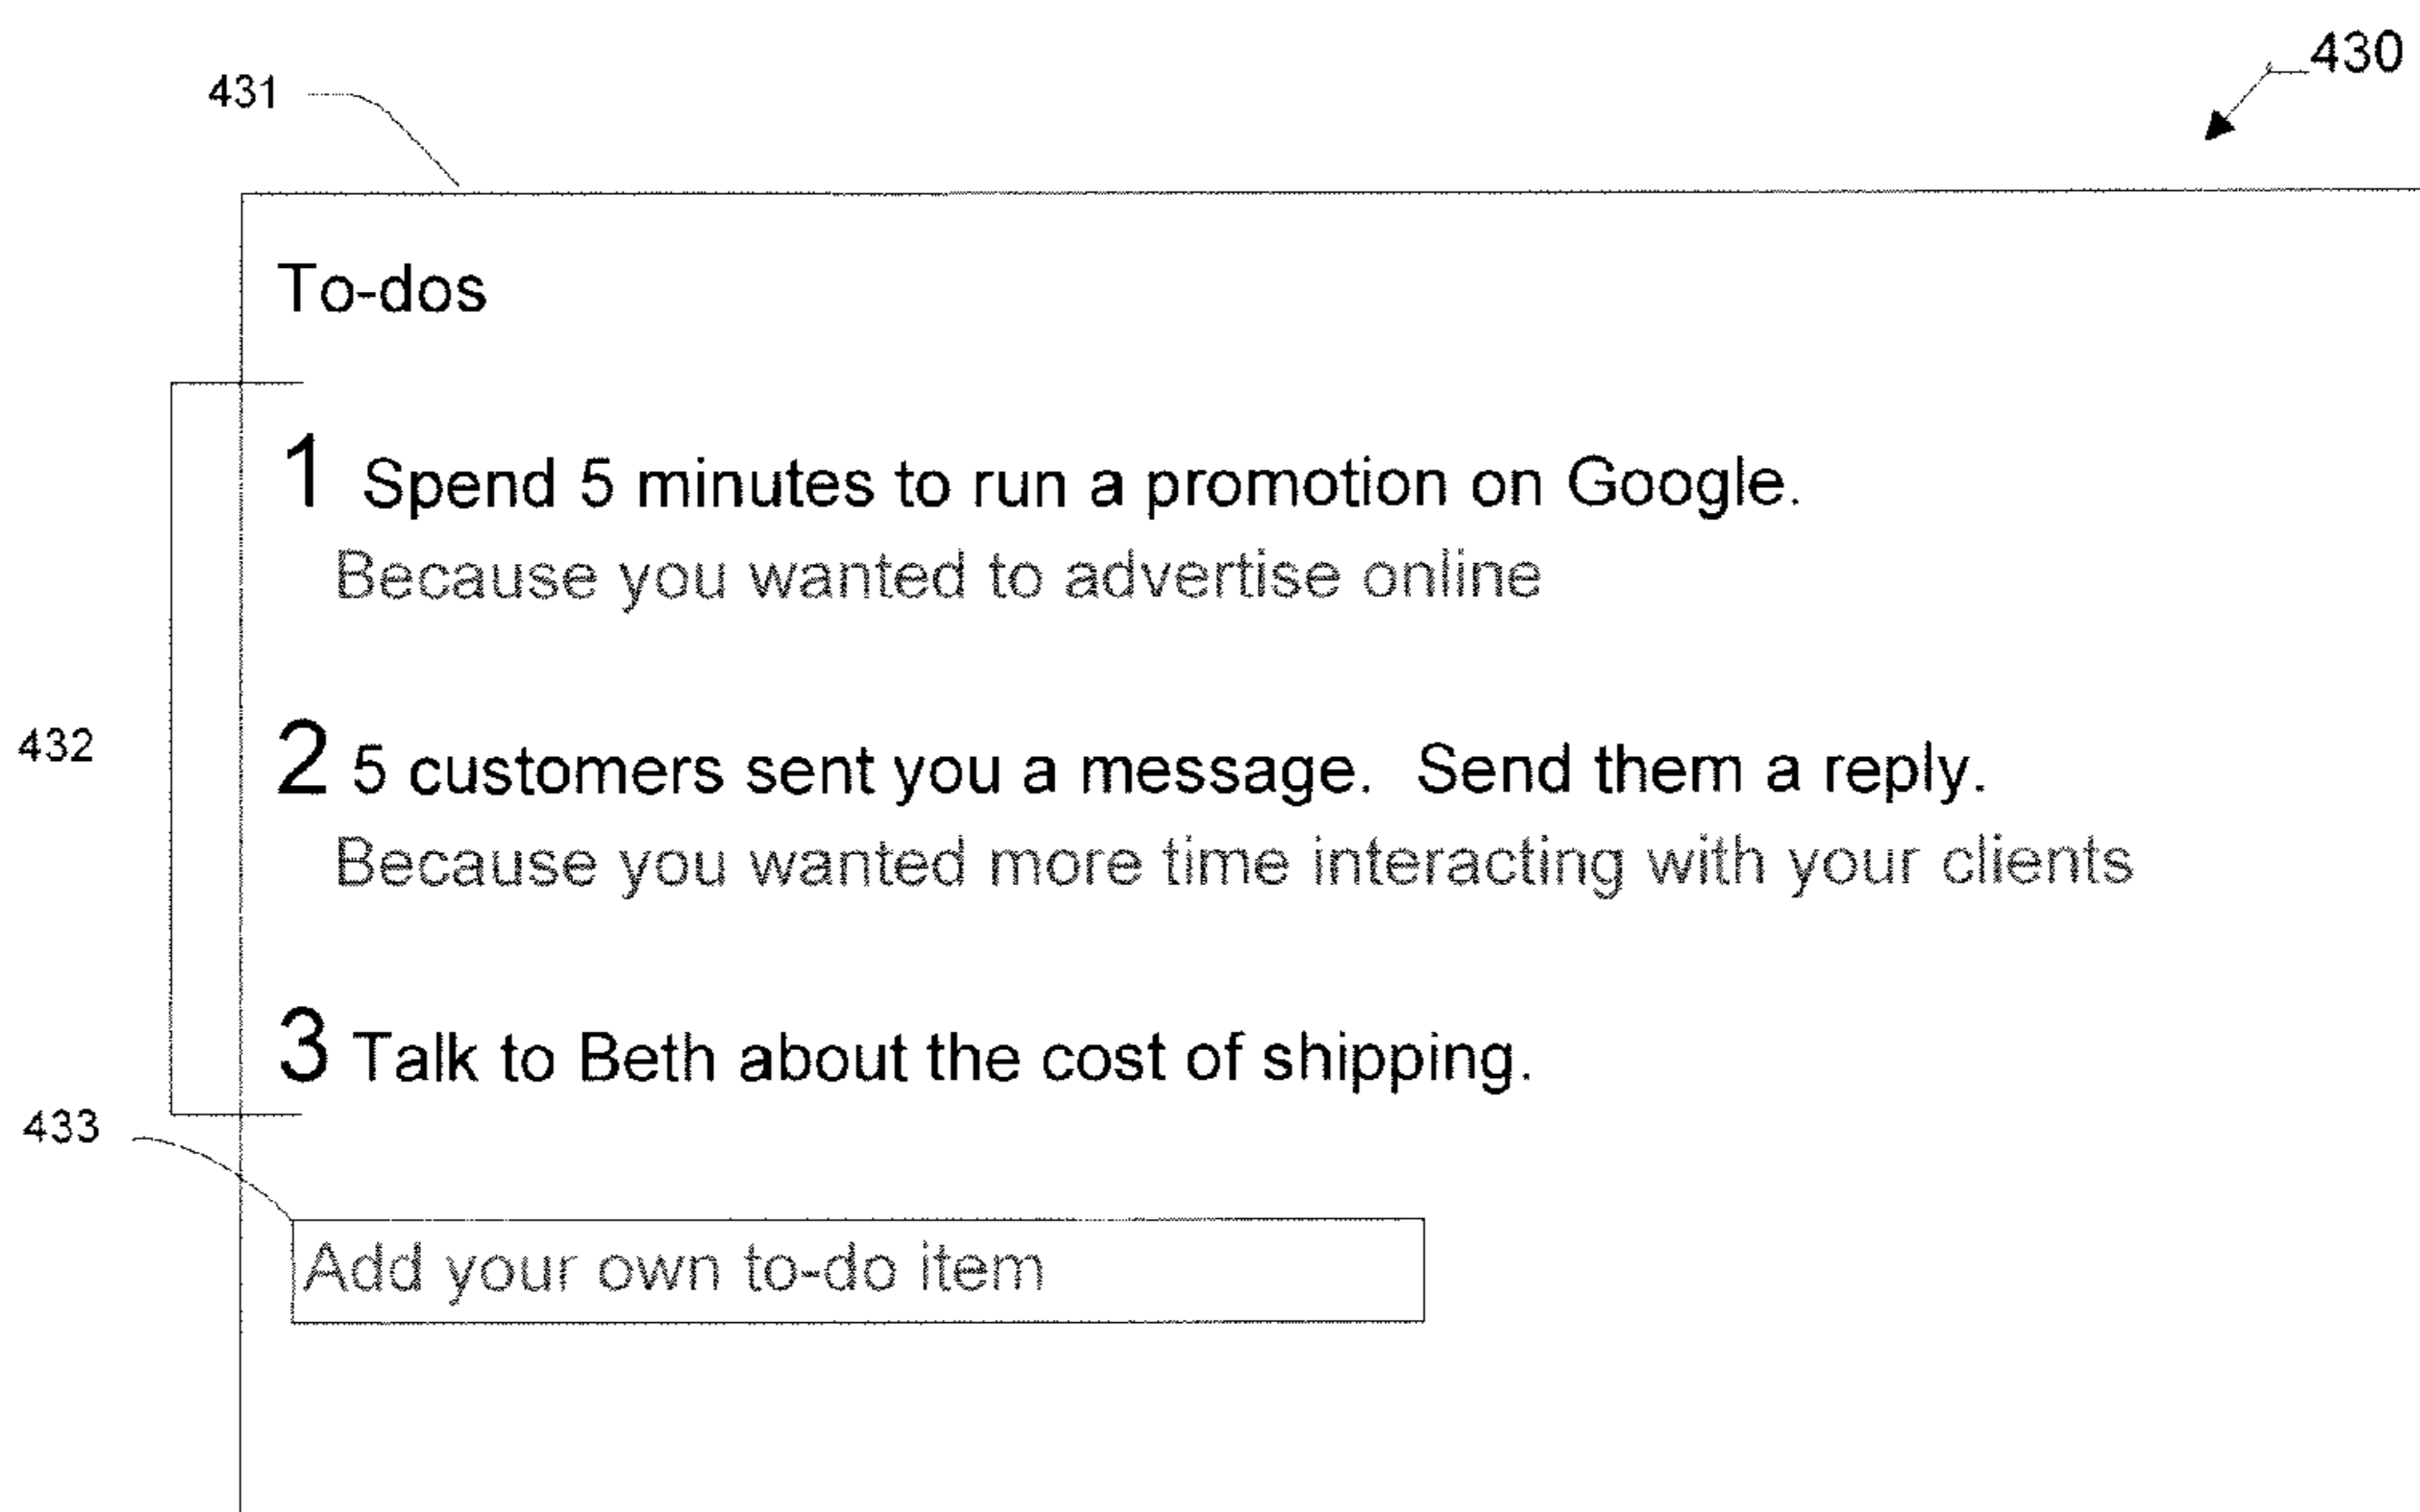 430
431
To-dos
1 Spend 5 minutes to run a promotion on Google.
Because you wanted to advertise online
432
2 5 customers sent you a message. Send them a reply.
Because you wanted more time interacting with your clients
3 Talk to Beth about the cost of shipping.
433
Add your own to-do item